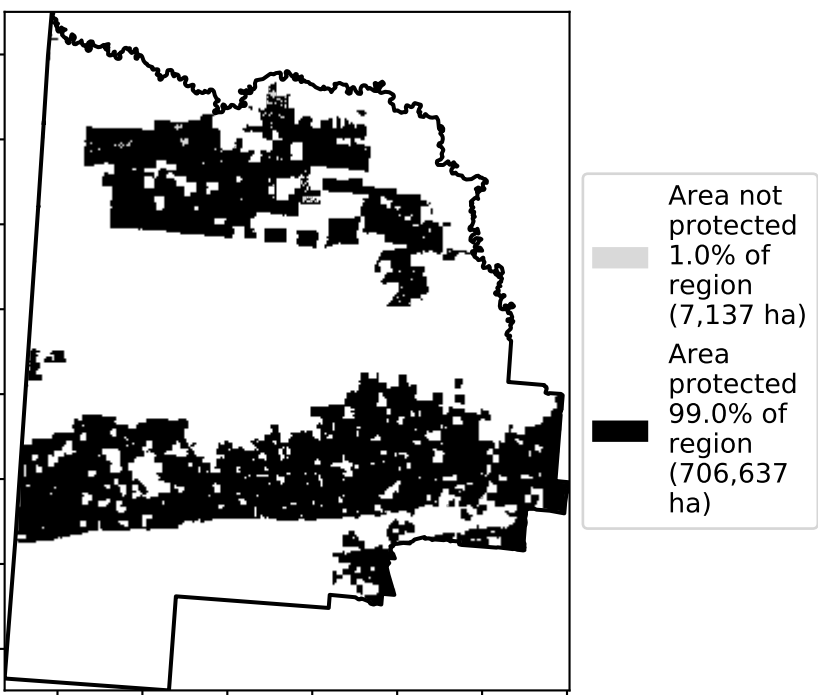 Area not
protected
1.0% of
region
(7,137 ha)
Area
protected
99.0% of
region
(706,637
ha)